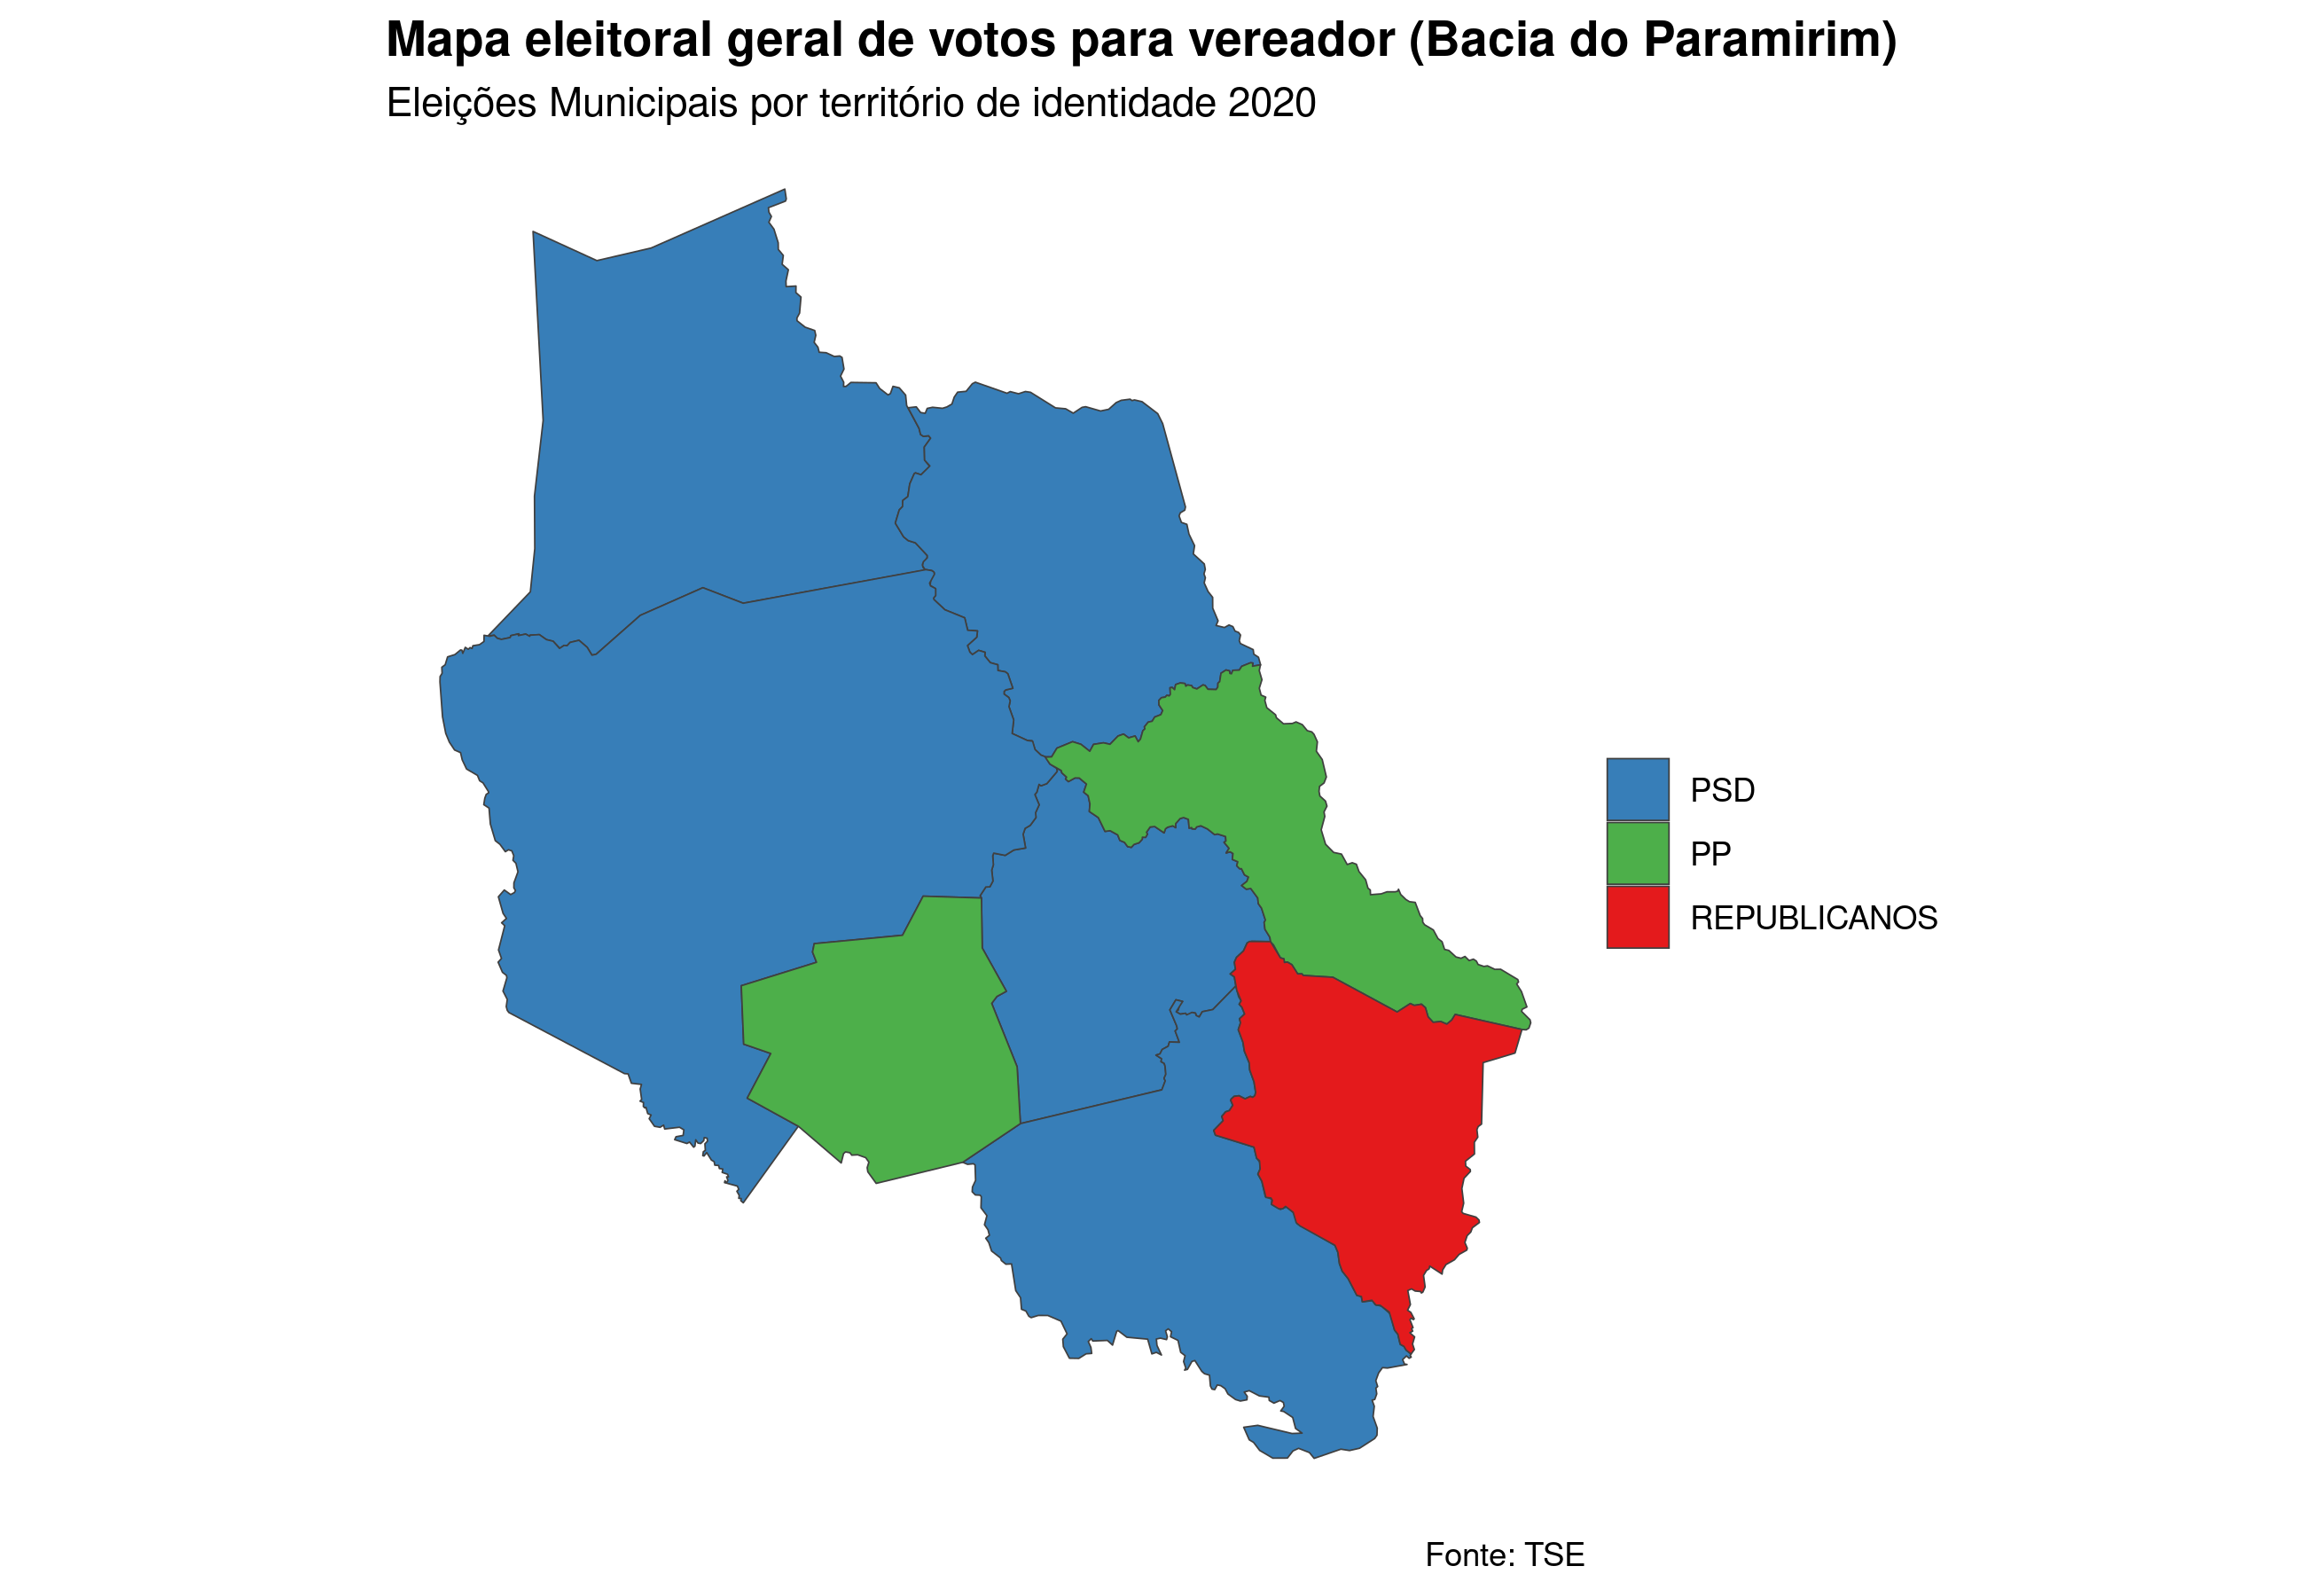 Mapa eleitoral geral de votos para vereador (Bacia do Paramirim)
Eleições Municipais por território de identidade 2020
PSD
PP
REPUBLICANOS
Fonte: TSE